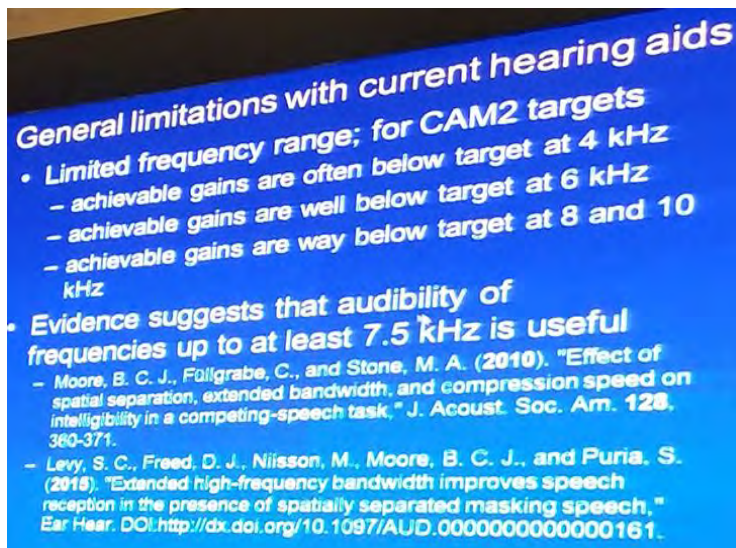 General limitations with current hearing aids
• Limited frequency range; for CAM2 targets
– achievable gains are often below target at 4 kHz
– achievable gains are well below target at 6 kHz
– achievable gains are way below target at 8 and 10
kHz
• Evidence suggests that audibility of
frequencies up to at least 7.5 kHz is useful
– Moore, B. C. J., Füllgrabe, C., and Stone, M. A. (2010). "Effect of
spatial separation, extended bandwidth, and compression speed on
intelligibility in a competing-speech task," J. Acoust. Soc. Am. 128,
360-371.
– Levy, S. C., Freed, D. J., Nilsson, M., Moore, B. C. J., and Puria, S.
(2015). "Extended high-frequency bandwidth improves speech
reception in the presence of spatially separated masking speech,"
Ear Hear. DOI:http://dx.doi.org/10.1097/AUD.0000000000000161.